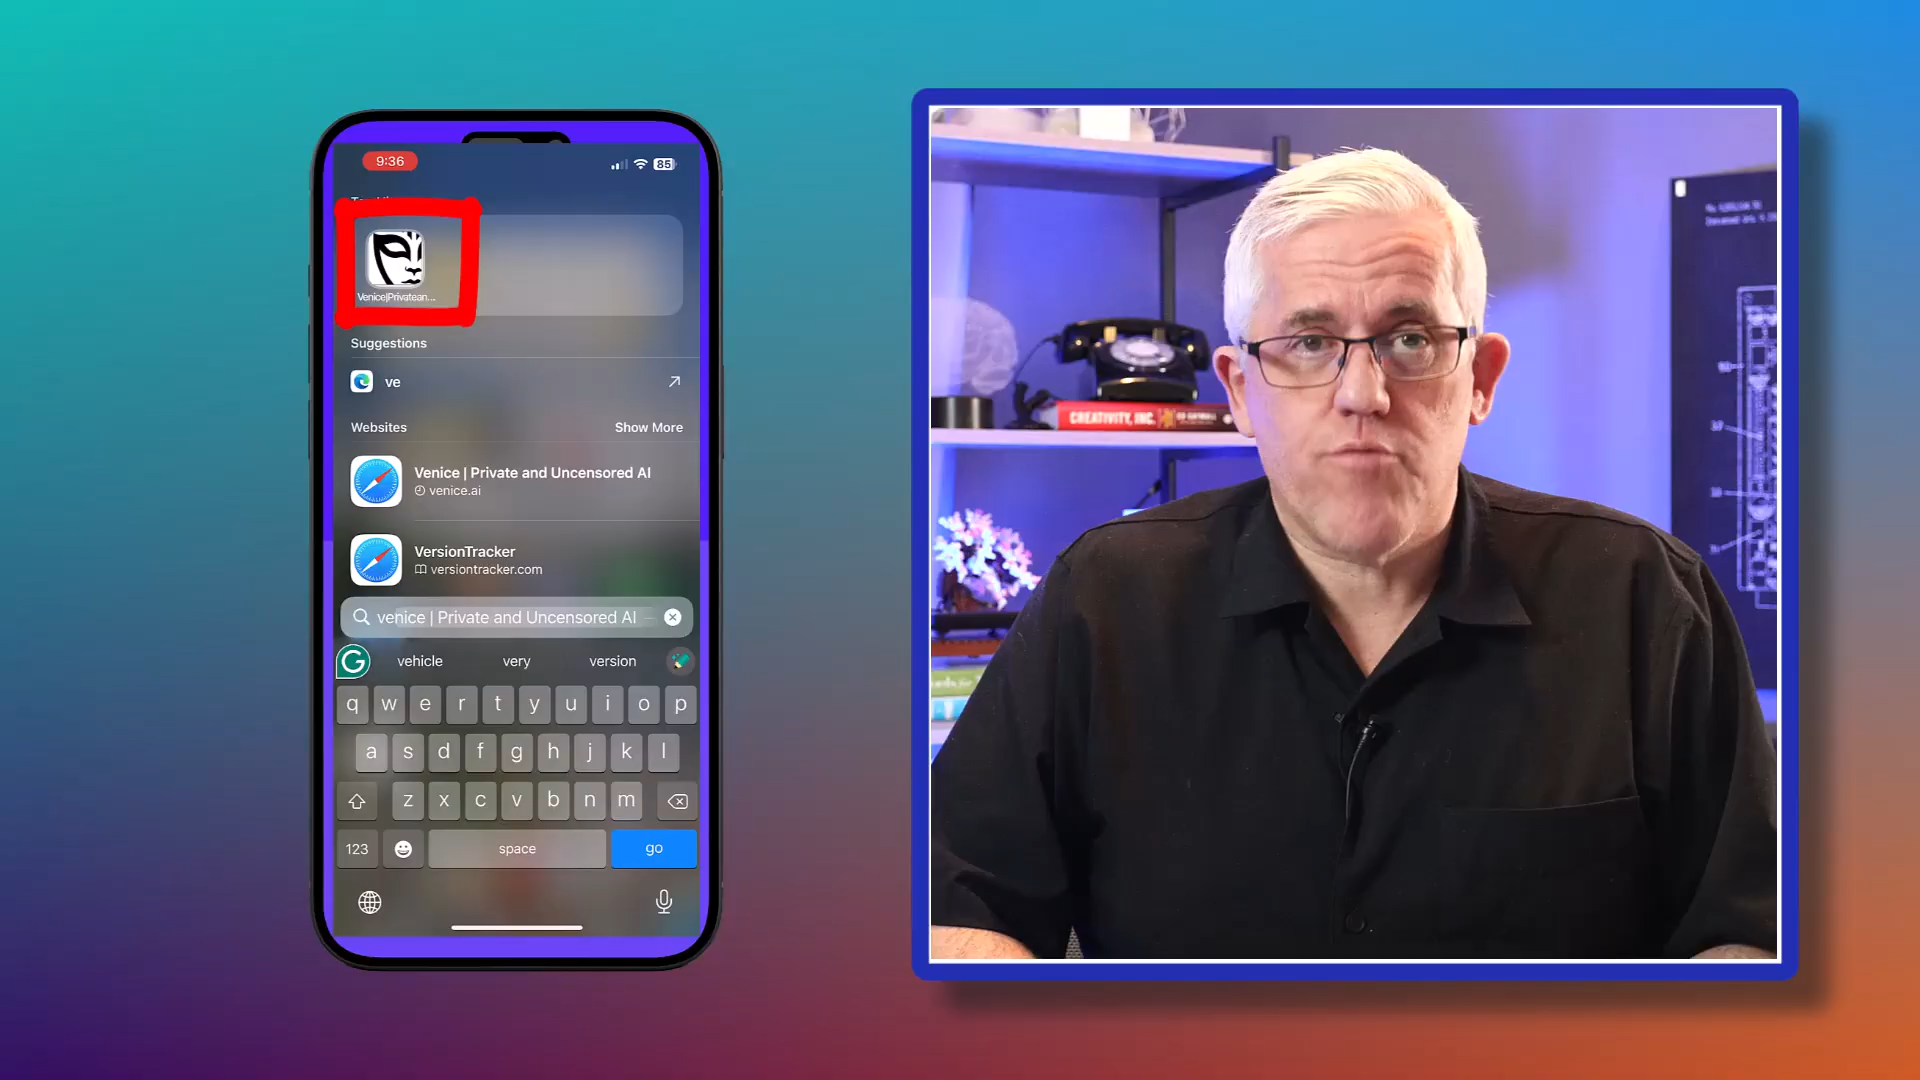 9:36
85
Venice|Privatean...
Suggestions
ve
Websites
Show More
Venice | Private and Uncensored AI
venice.ai
VersionTracker
versiontracker.com
venice | Private and Uncensored AI
vehicle very version
q w e r t y u i o p
a s d f g h j k l
z x c v b n m
123 space go
CREATIVITY, INC.